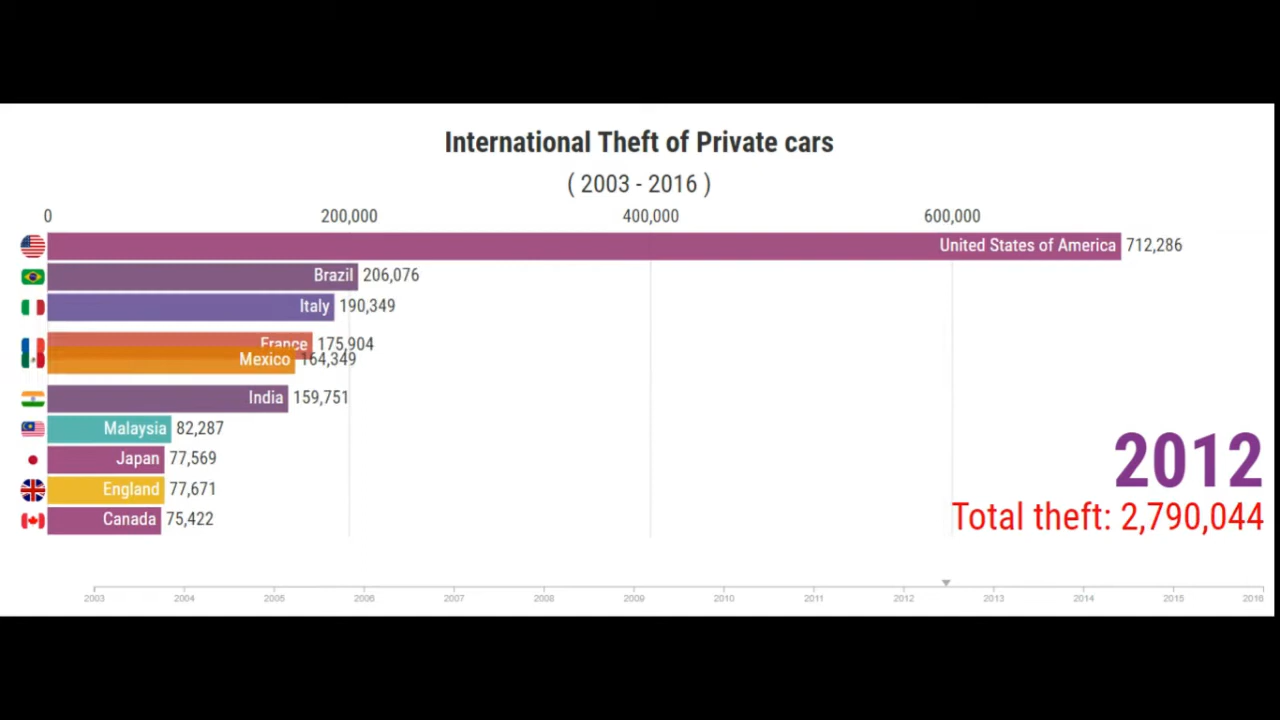 International Theft of Private cars
( 2003 - 2016 )
0 200,000 400,000 600,000
United States of America 712,286
Brazil 206,076
Italy 190,349
France 175,904
Mexico 164,349
India 159,751
Malaysia 82,287
Japan 77,569
England 77,671
Canada 75,422
2012
Total theft: 2,790,044
2003 2004 2005 2006 2007 2008 2009 2010 2011 2012 2013 2014 2015 2016